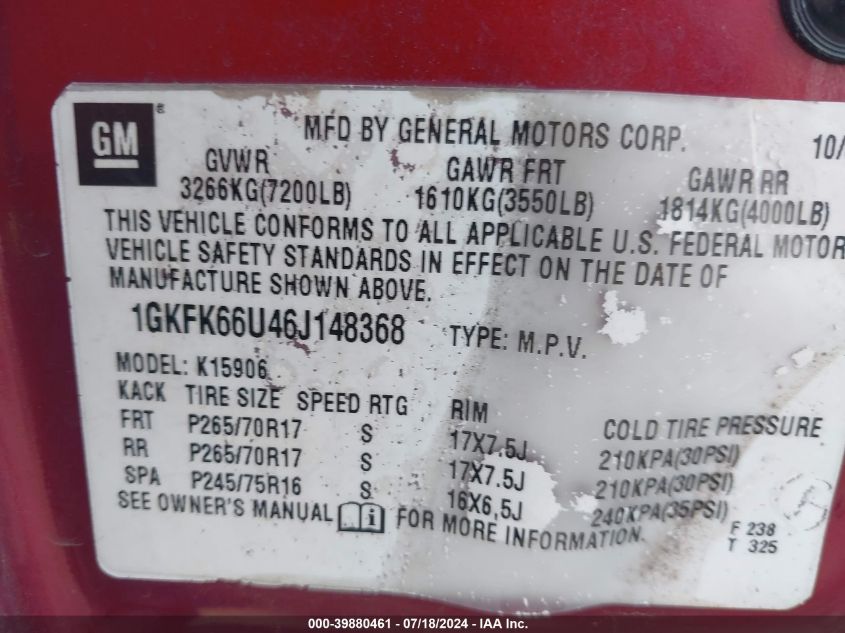 GM ®
MFD BY GENERAL MOTORS CORP. 10/
GVWR GAWR FRT GAWR RR
3266KG(7200LB) 1610KG(3550LB) 1814KG(4000LB)
THIS VEHICLE CONFORMS TO ALL APPLICABLE U.S. FEDERAL MOTOR
VEHICLE SAFETY STANDARDS IN EFFECT ON THE DATE OF
MANUFACTURE SHOWN ABOVE.
1GKFK66U46J148368 TYPE: M.P.V.
MODEL: K15906
KACK TIRE SIZE SPEED RTG RIM COLD TIRE PRESSURE
FRT P265/70R17 S 17X7.5J 210KPA(30PSI)
RR P265/70R17 S 17X7.5J 210KPA(30PSI)
SPA P245/75R16 S 16X6,5J 240KPA(35PSI)
SEE OWNER'S MANUAL i FOR MORE INFORMATION.
F 238
T 325
000-39880461 - 07/18/2024 - IAAI Inc.